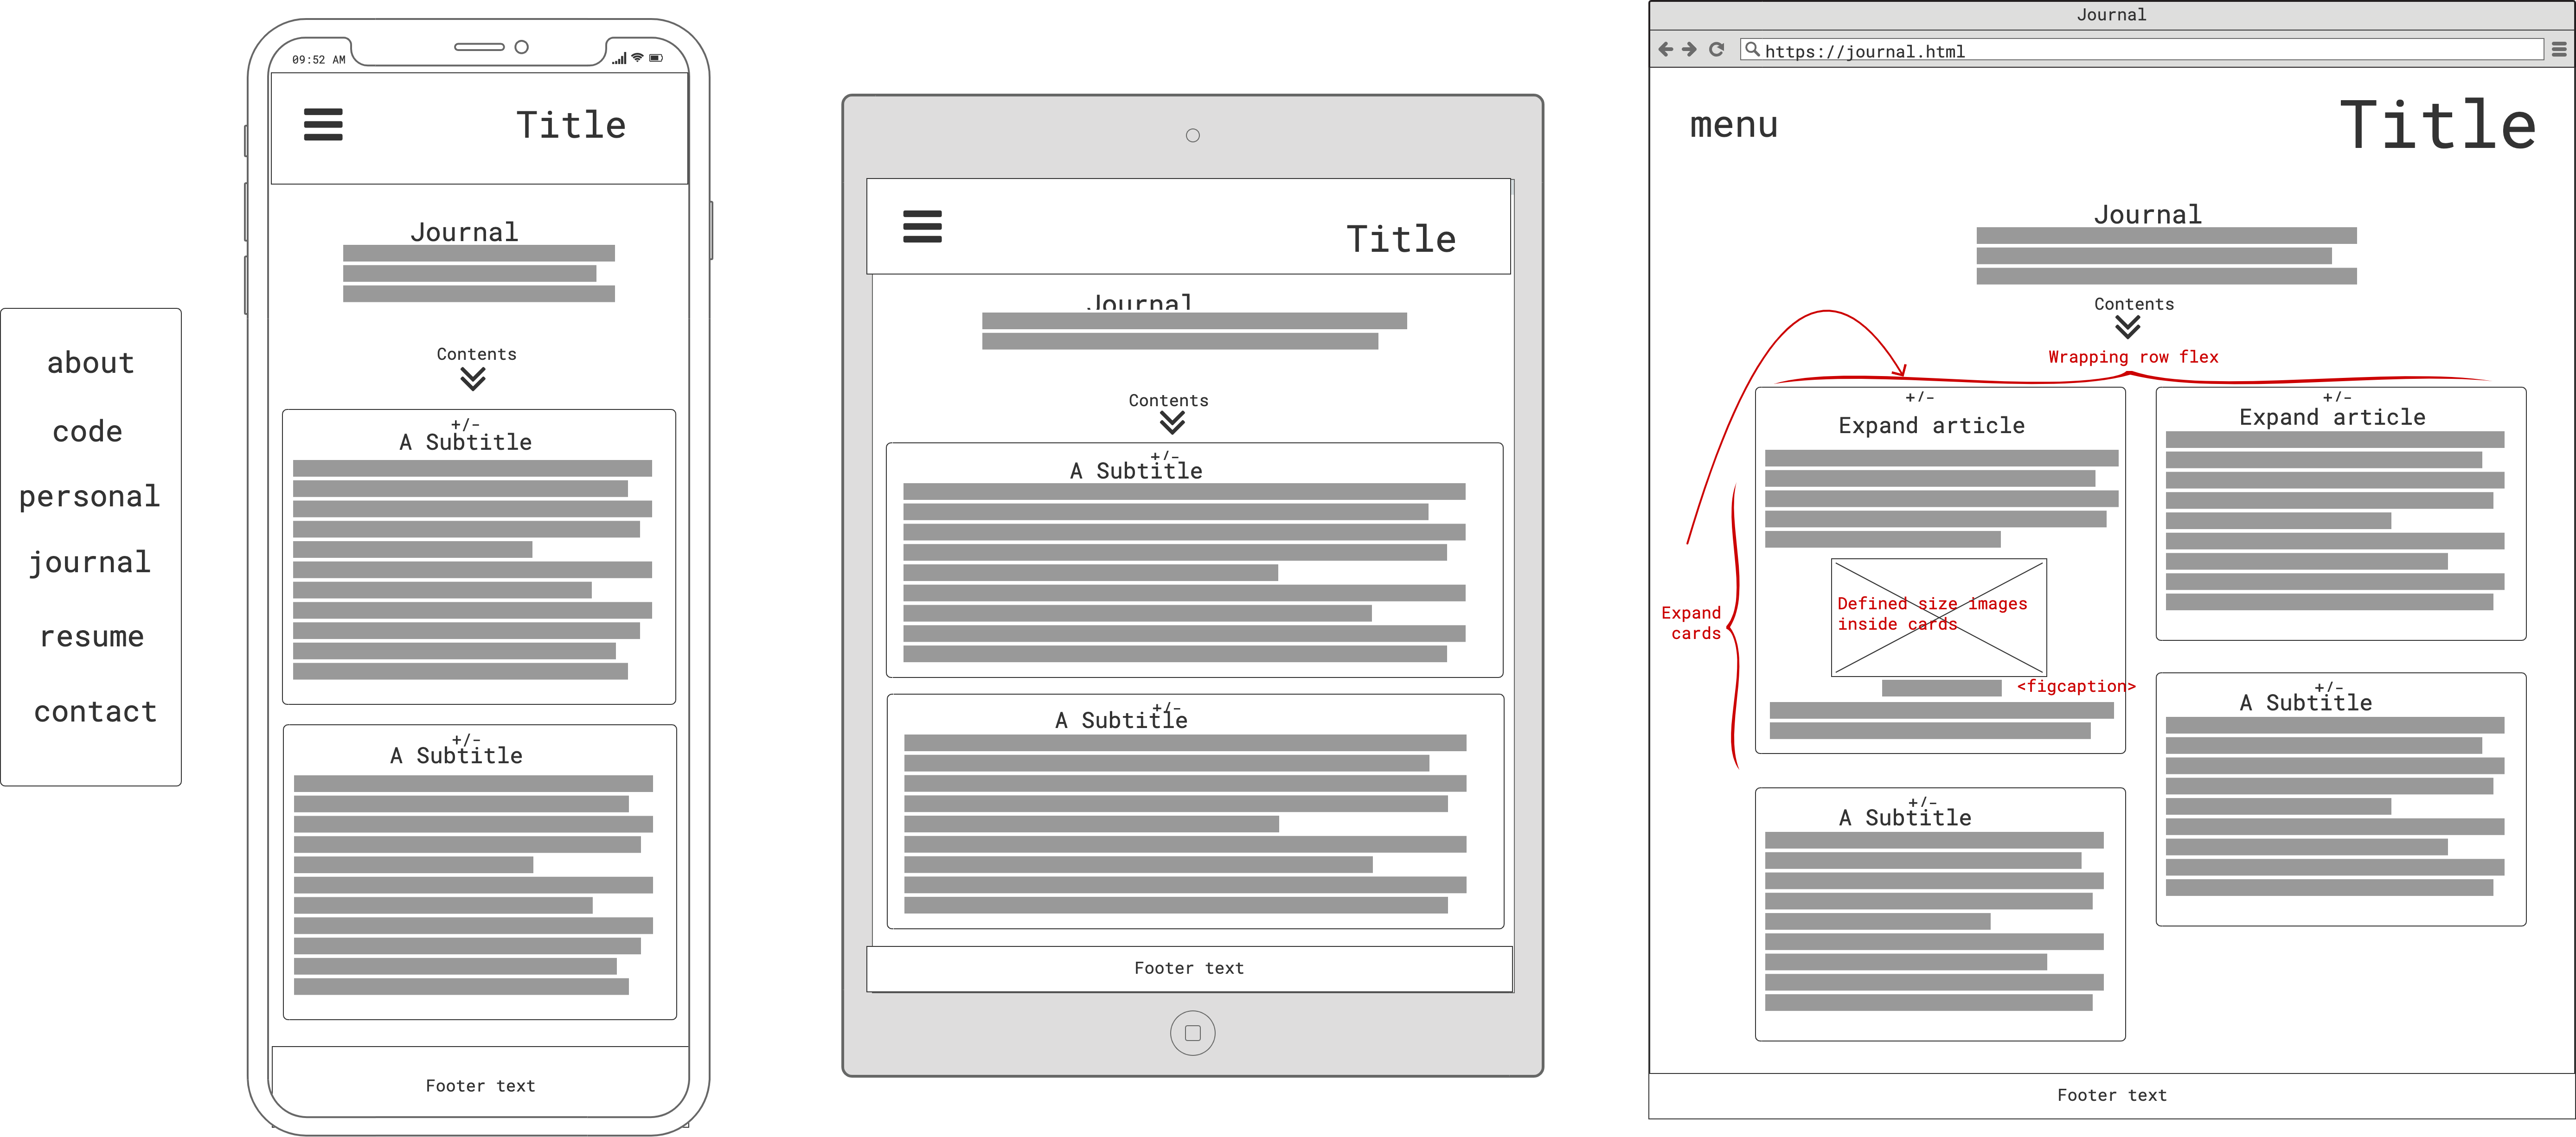 about
code
personal
journal
resume
contact
09:52 AM
Title
Journal
Contents
+/-
A Subtitle
+/-
A Subtitle
Footer text
Title
Journal
Contents
+/-
A Subtitle
+/-
A Subtitle
Footer text
Journal
https://journal.html
menu
Title
Journal
Contents
Wrapping row flex
+/-
Expand article
Defined size images
inside cards
<figcaption>
Expand
cards
+/-
A Subtitle
+/-
Expand article
+/-
A Subtitle
Footer text